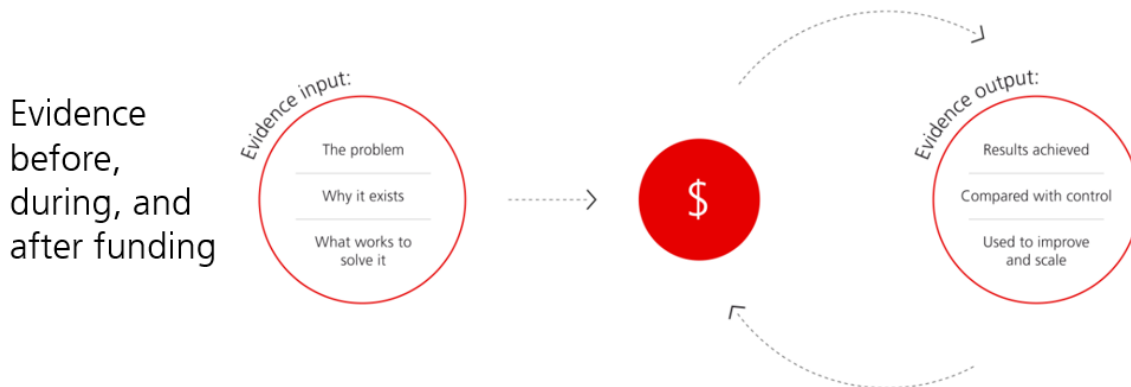 Evidence
before,
during, and
after funding
Evidence input:
The problem
Why it exists
What works to
solve it
$
Evidence output:
Results achieved
Compared with control
Used to improve
and scale